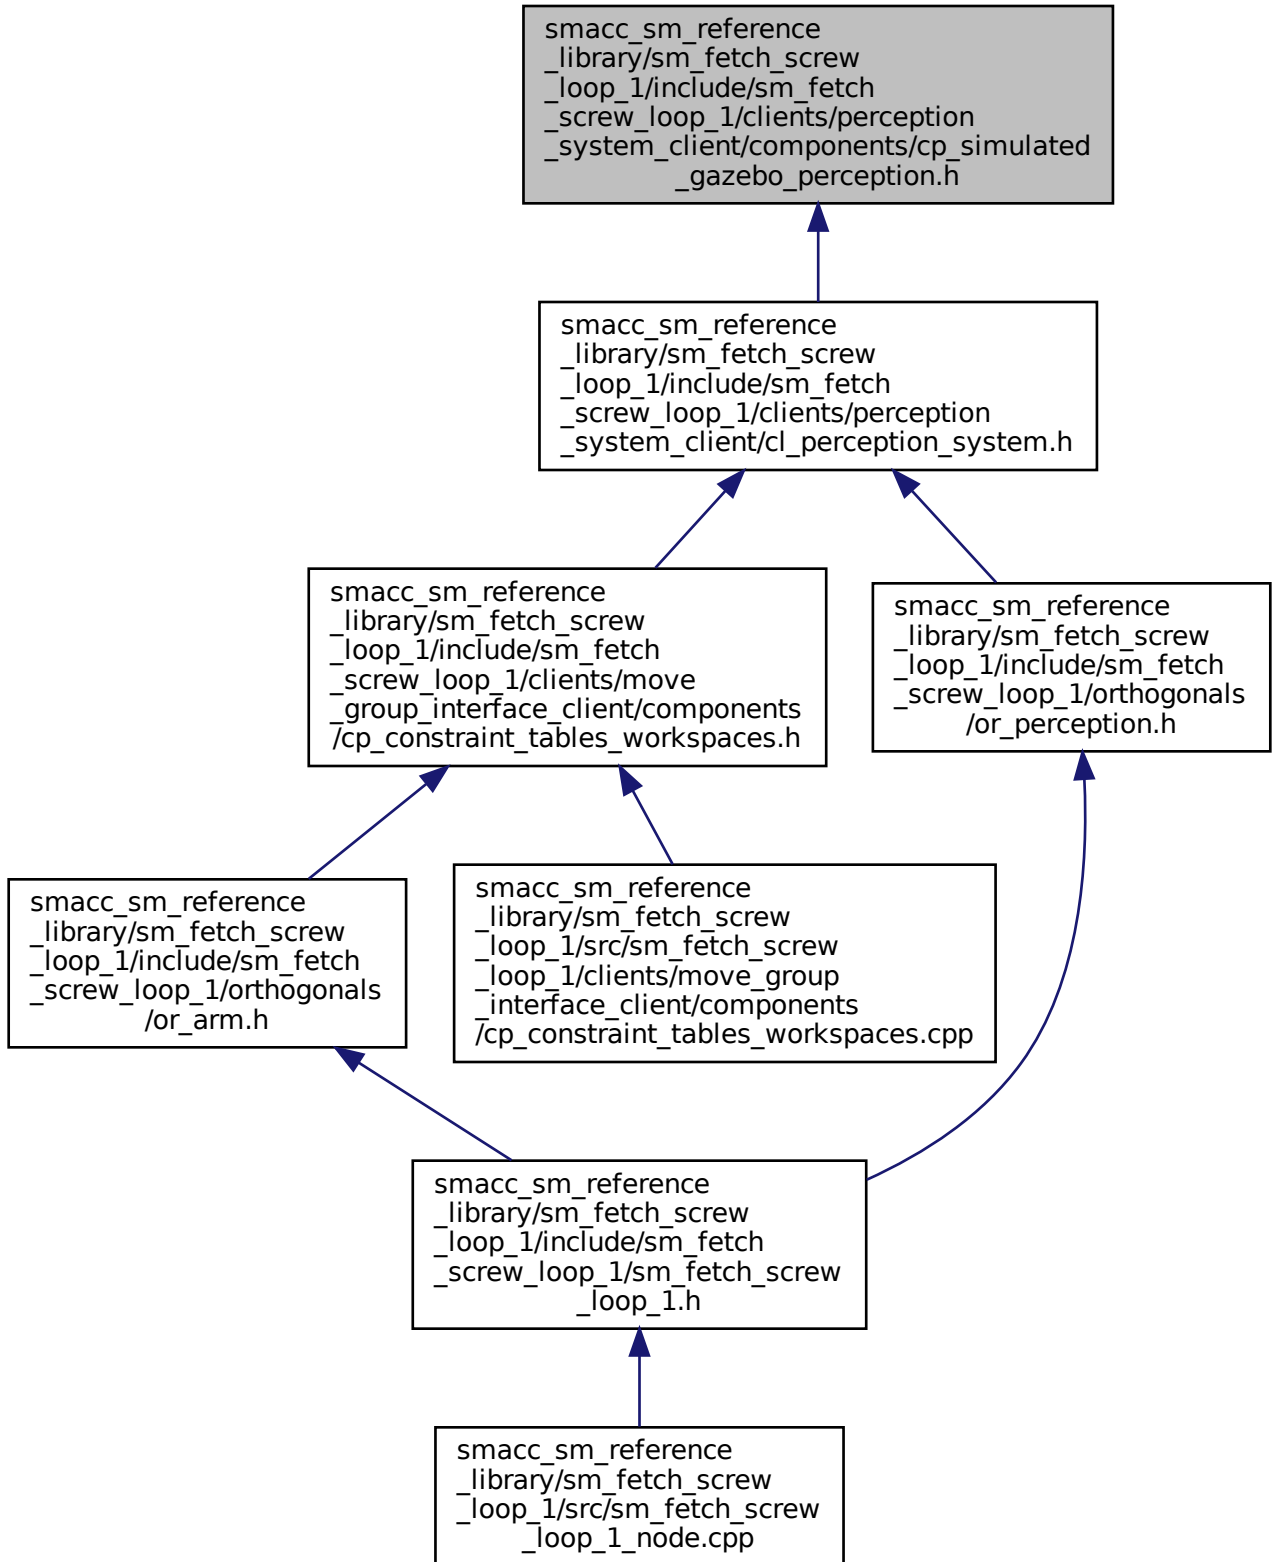 smacc_sm_reference
_library/sm_fetch_screw
_loop_1/include/sm_fetch
_screw_loop_1/clients/perception
_system_client/components/cp_simulated
_gazebo_perception.h
smacc_sm_reference
_library/sm_fetch_screw
_loop_1/include/sm_fetch
_screw_loop_1/clients/perception
_system_client/cl_perception_system.h
smacc_sm_reference
_library/sm_fetch_screw
_loop_1/include/sm_fetch
_screw_loop_1/clients/move
_group_interface_client/components
/cp_constraint_tables_workspaces.h
smacc_sm_reference
_library/sm_fetch_screw
_loop_1/include/sm_fetch
_screw_loop_1/orthogonals
/or_perception.h
smacc_sm_reference
_library/sm_fetch_screw
_loop_1/include/sm_fetch
_screw_loop_1/orthogonals
/or_arm.h
smacc_sm_reference
_library/sm_fetch_screw
_loop_1/src/sm_fetch_screw
_loop_1/clients/move_group
_interface_client/components
/cp_constraint_tables_workspaces.cpp
smacc_sm_reference
_library/sm_fetch_screw
_loop_1/include/sm_fetch
_screw_loop_1/sm_fetch_screw
_loop_1.h
smacc_sm_reference
_library/sm_fetch_screw
_loop_1/src/sm_fetch_screw
_loop_1_node.cpp